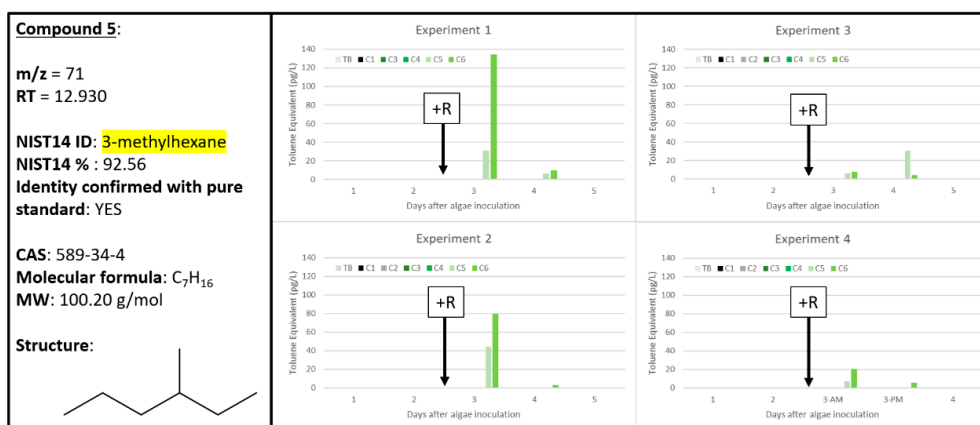 Compound 5:
m/z = 71
RT = 12.930
NIST14 ID: 3-methylhexane
NIST14 % : 92.56
Identity confirmed with pure
standard: YES
CAS: 589-34-4
Molecular formula: C₇H₁₆
MW: 100.20 g/mol
Structure:
Experiment 1
Toluene Equivalent (pg/L)
140
120
100
80
60
40
20
0
TB C1 C3 C4 C5 C6
+R
1 2 3 4 5
Days after algae inoculation
Experiment 3
Toluene Equivalent (pg/L)
140
120
100
80
60
40
20
0
TB C1 C2 C3 C4 C5 C6
+R
1 2 3 4 5
Days after algae inoculation
Experiment 2
Toluene Equivalent (pg/L)
140
120
100
80
60
40
20
0
TB C1 C2 C3 C4 C5 C6
+R
1 2 3 4 5
Days after algae inoculation
Experiment 4
Toluene Equivalent (pg/L)
140
120
100
80
60
40
20
0
TB C1 C2 C3 C4 C5 C6
+R
1 2 3-AM 3-PM 4
Days after algae inoculation